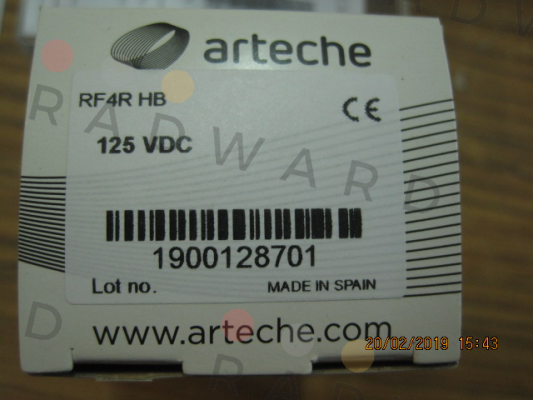 arteche
RF4R HB
CE
125 VDC
RADWARD
1900128701
Lot no.
MADE IN SPAIN
www.arteche.com
20/02/2019 15:43